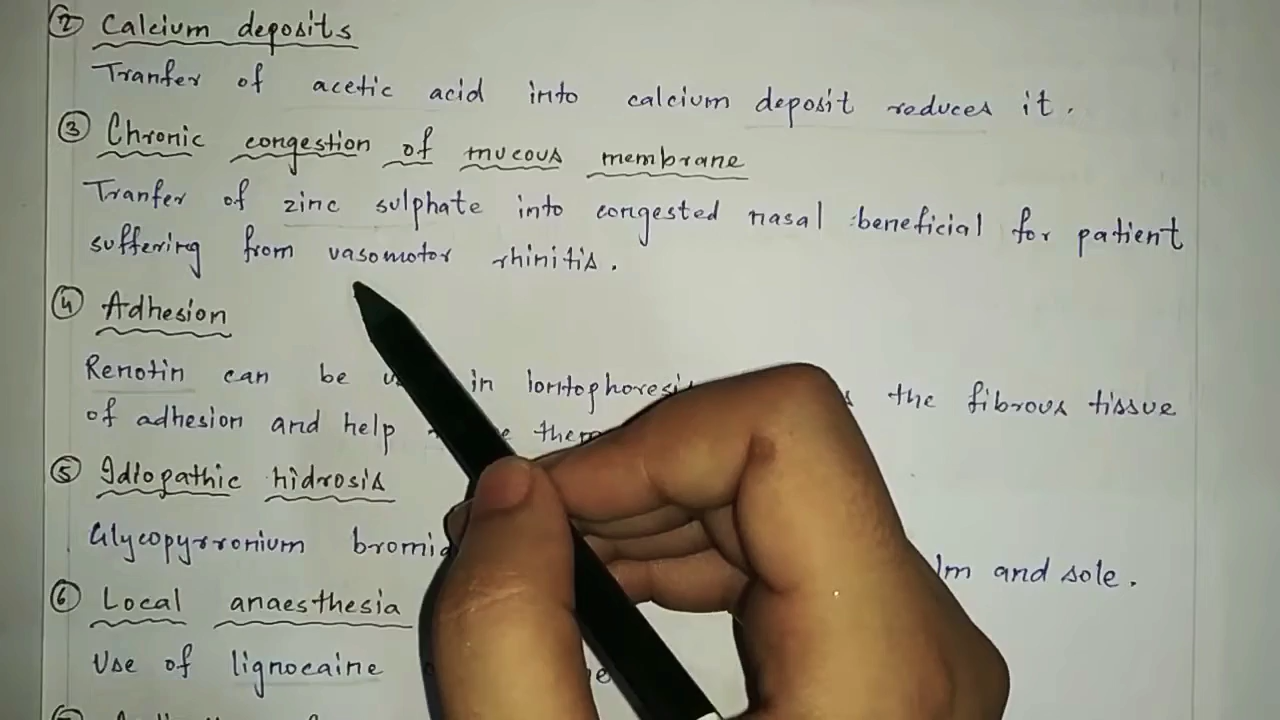 ② Calcium deposits
Tranfer of acetic acid into calcium deposit reduces it.
③ Chronic congestion of mucous membrane
Tranfer of zinc sulphate into congested nasal beneficial for patient
suffering from vasomotor rhinitis.
④ Adhesion
Renotin can be in Iontophoresis the fibrous tissue
of adhesion and help
⑤ Idiopathic hidrosis
Glycopyrronium and sole.
⑥ Local anaesthesia
Use of lignocaine